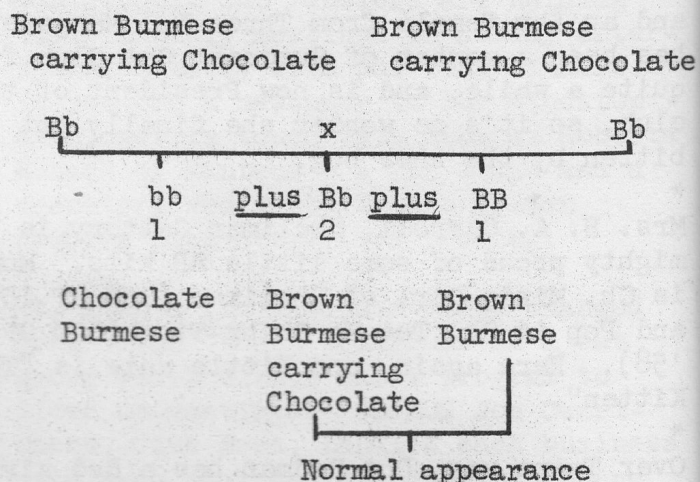 Brown Burmese   Brown Burmese
carrying Chocolate   carrying Chocolate
Bb   x   Bb
bb   plus   Bb   plus   BB
1   2   1
Chocolate   Brown   Brown
Burmese   Burmese   Burmese
carrying
Chocolate
Normal appearance